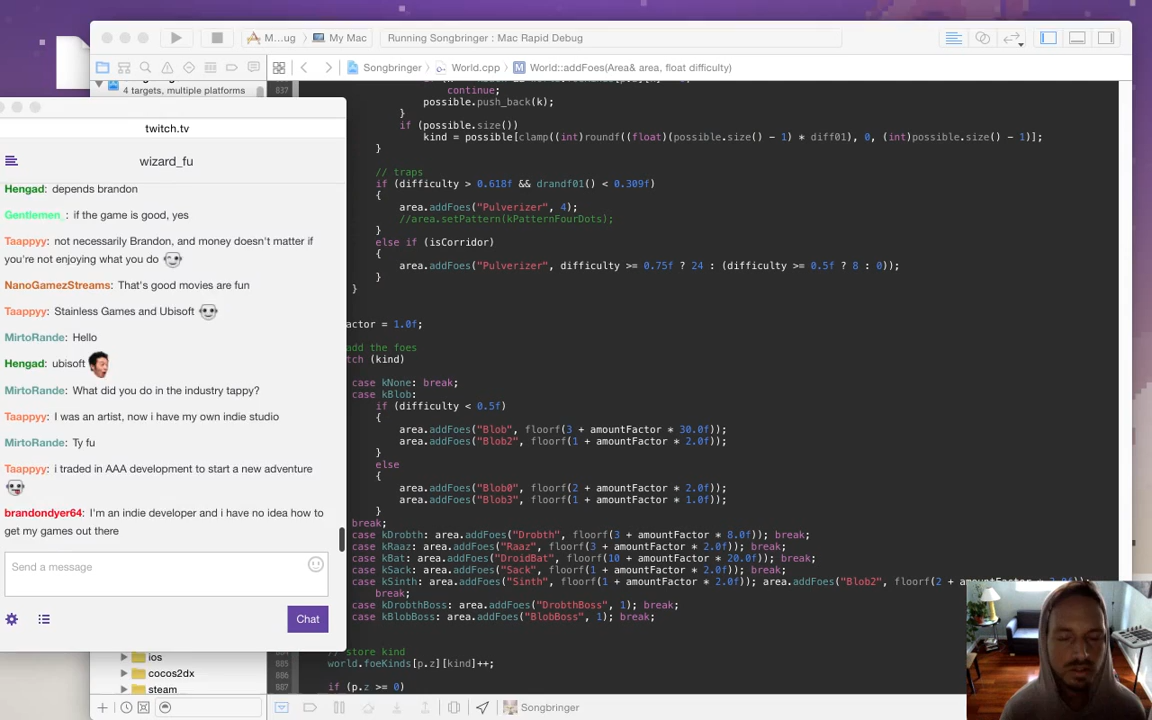 M...ug
My Mac
Running Songbringer : Mac Rapid Debug
Songbringer
World.cpp
M
World::addFoes(Area& area, float difficulty)
Songbringer
4 targets, multiple platforms
twitch.tv
wizard_fu
Hengad: depends brandon
Gentlemen_: if the game is good, yes
Taappyy: not necessarily Brandon, and money doesn't matter if
you're not enjoying what you do
NanoGamezStreams: That's good movies are fun
Taappyy: Stainless Games and Ubisoft
MirtoRande: Hello
Hengad: ubisoft
MirtoRande: What did you do in the industry tappy?
Taappyy: I was an artist, now i have my own indie studio
MirtoRande: Ty fu
Taappyy: i traded in AAA development to start a new adventure
brandondyer64: I'm an indie developer and i have no idea how to
get my games out there
Send a message
Chat
ios
cocos2dx
steam
837
continue;
possible.push_back(k);
}
if (possible.size())
kind = possible[clamp((int)roundf((float)(possible.size() - 1) * diff01), 0, (int)possible.size() - 1)];
}
// traps
if (difficulty > 0.618f && drandf01() < 0.309f)
{
area.addFoes("Pulverizer", 4);
//area.setPattern(kPatternFourDots);
}
else if (isCorridor)
{
area.addFoes("Pulverizer", difficulty >= 0.75f ? 24 : (difficulty >= 0.5f ? 8 : 0));
}
}
actor = 1.0f;
add the foes
tch (kind)
case kNone: break;
case kBlob:
if (difficulty < 0.5f)
{
area.addFoes("Blob", floorf(3 + amountFactor * 30.0f));
area.addFoes("Blob2", floorf(1 + amountFactor * 2.0f));
}
else
{
area.addFoes("Blob0", floorf(2 + amountFactor * 2.0f));
area.addFoes("Blob3", floorf(1 + amountFactor * 1.0f));
}
break;
case kDrobth: area.addFoes("Drobth", floorf(3 + amountFactor * 8.0f)); break;
case kRaaz: area.addFoes("Raaz", floorf(3 + amountFactor * 2.0f)); break;
case kBat: area.addFoes("DroidBat", floorf(10 + amountFactor * 20.0f)); break;
case kSack: area.addFoes("Sack", floorf(1 + amountFactor * 2.0f)); break;
case kSinth: area.addFoes("Sinth", floorf(1 + amountFactor * 2.0f)); area.addFoes("Blob2", floorf(2 +
break;
case kDrobthBoss: area.addFoes("DrobthBoss", 1); break;
case kBlobBoss: area.addFoes("BlobBoss", 1); break;
// store kind
885 world.foeKinds[p.z][kind]++;
886
887 if (p.z >= 0)
Songbringer